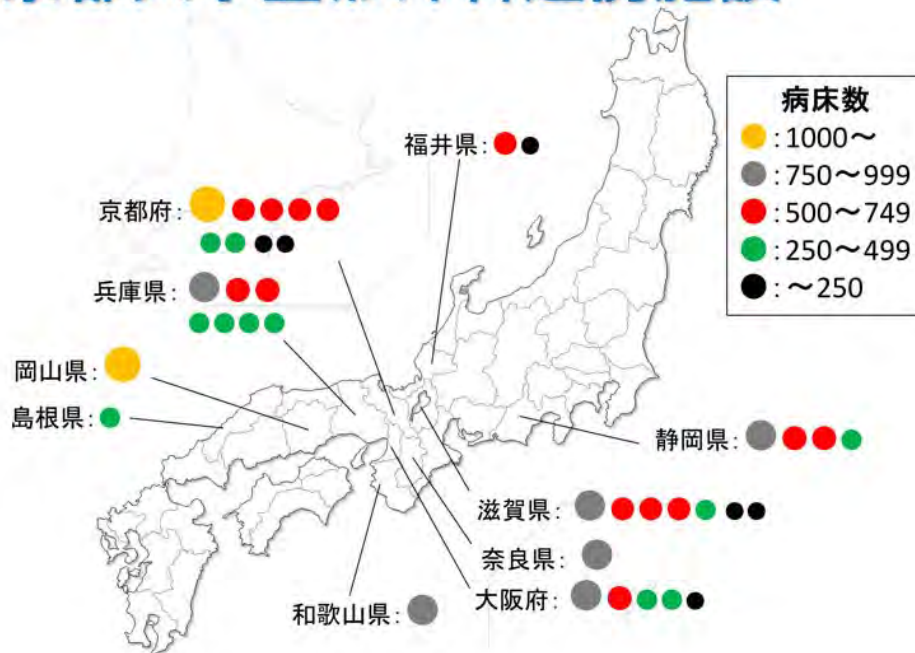 病床数
:1000～
:750～999
:500～749
:250～499
:～250
福井県:
京都府:
兵庫県:
岡山県:
島根県:
静岡県:
滋賀県:
奈良県:
大阪府:
和歌山県: